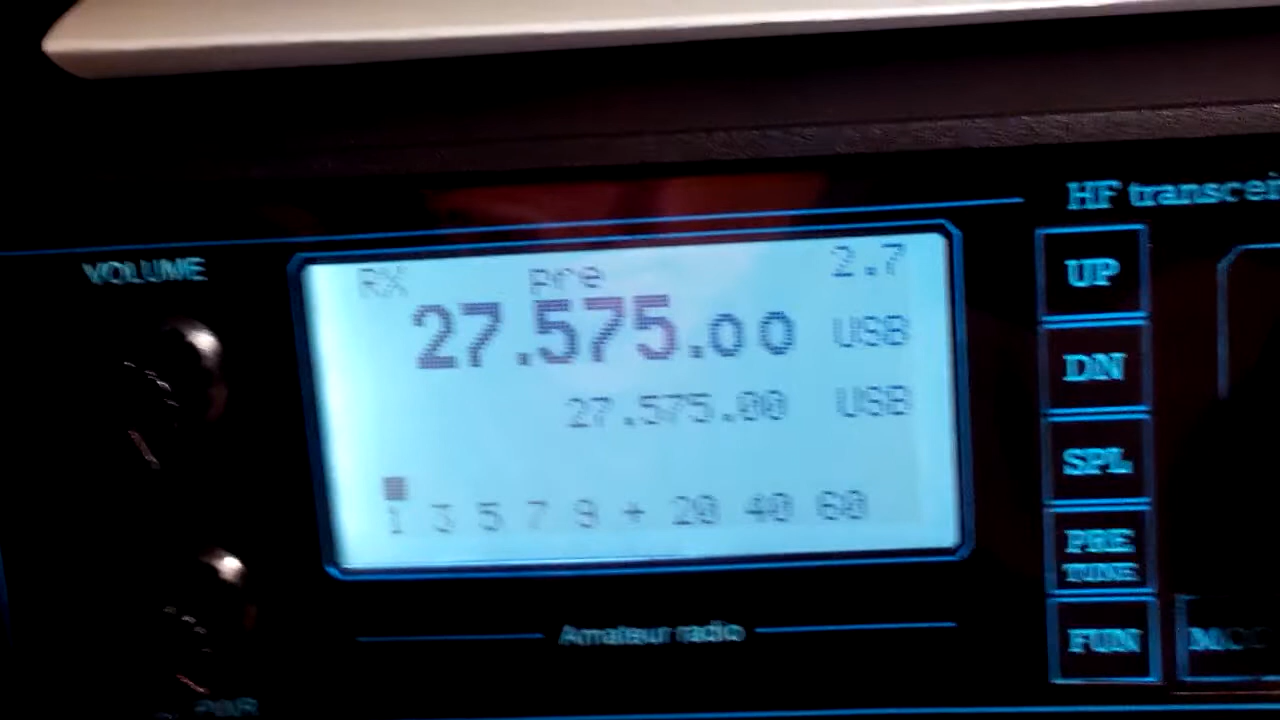 HF transcei
VOLUME
RX pre 2.7
27.575.00 USB
27.575.00 USB
1 3 5 7 9 + 20 40 60
UP
DN
SPL
PRE
TUNE
FUN
Amateur radio